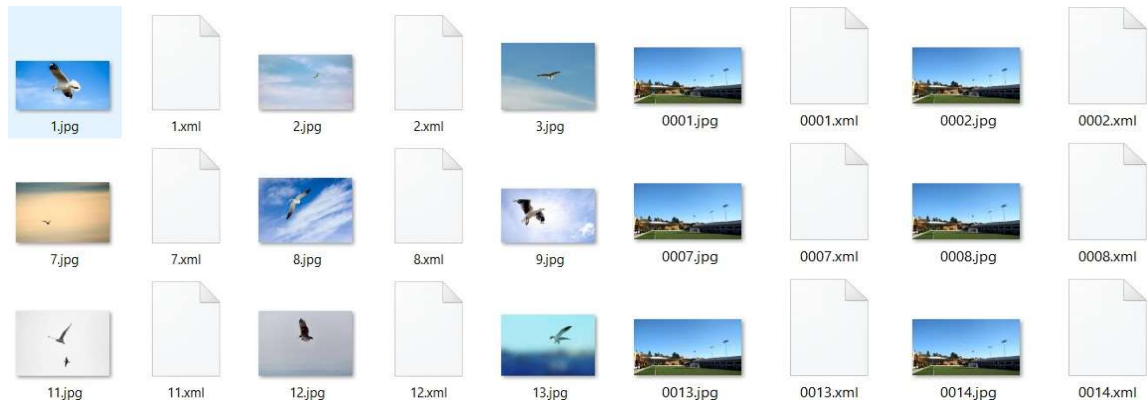 1.jpg 1.xml 2.jpg 2.xml 3.jpg 0001.jpg 0001.xml 0002.jpg 0002.xml
7.jpg 7.xml 8.jpg 8.xml 9.jpg 0007.jpg 0007.xml 0008.jpg 0008.xml
11.jpg 11.xml 12.jpg 12.xml 13.jpg 0013.jpg 0013.xml 0014.jpg 0014.xml